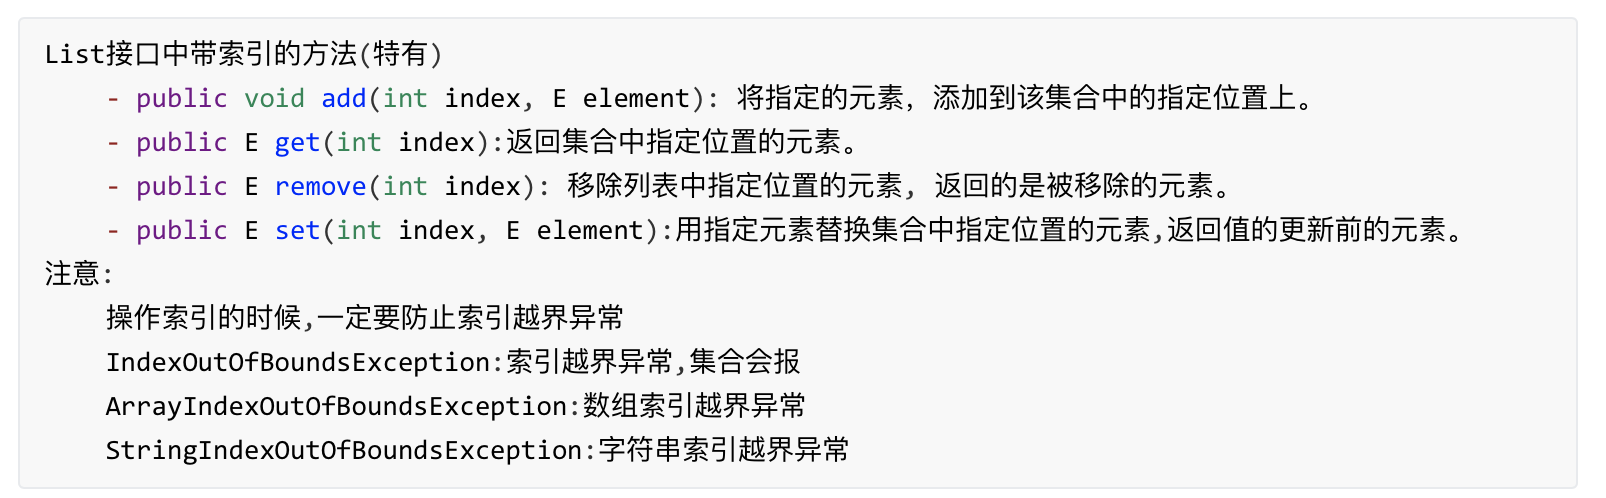 List接口中带索引的方法(特有)
- public void add(int index, E element): 将指定的元素，添加到该集合中的指定位置上。
- public E get(int index):返回集合中指定位置的元素。
- public E remove(int index): 移除列表中指定位置的元素, 返回的是被移除的元素。
- public E set(int index, E element):用指定元素替换集合中指定位置的元素,返回值的更新前的元素。
注意:
操作索引的时候,一定要防止索引越界异常
IndexOutOfBoundsException:索引越界异常,集合会报
ArrayIndexOutOfBoundsException:数组索引越界异常
StringIndexOutOfBoundsException:字符串索引越界异常